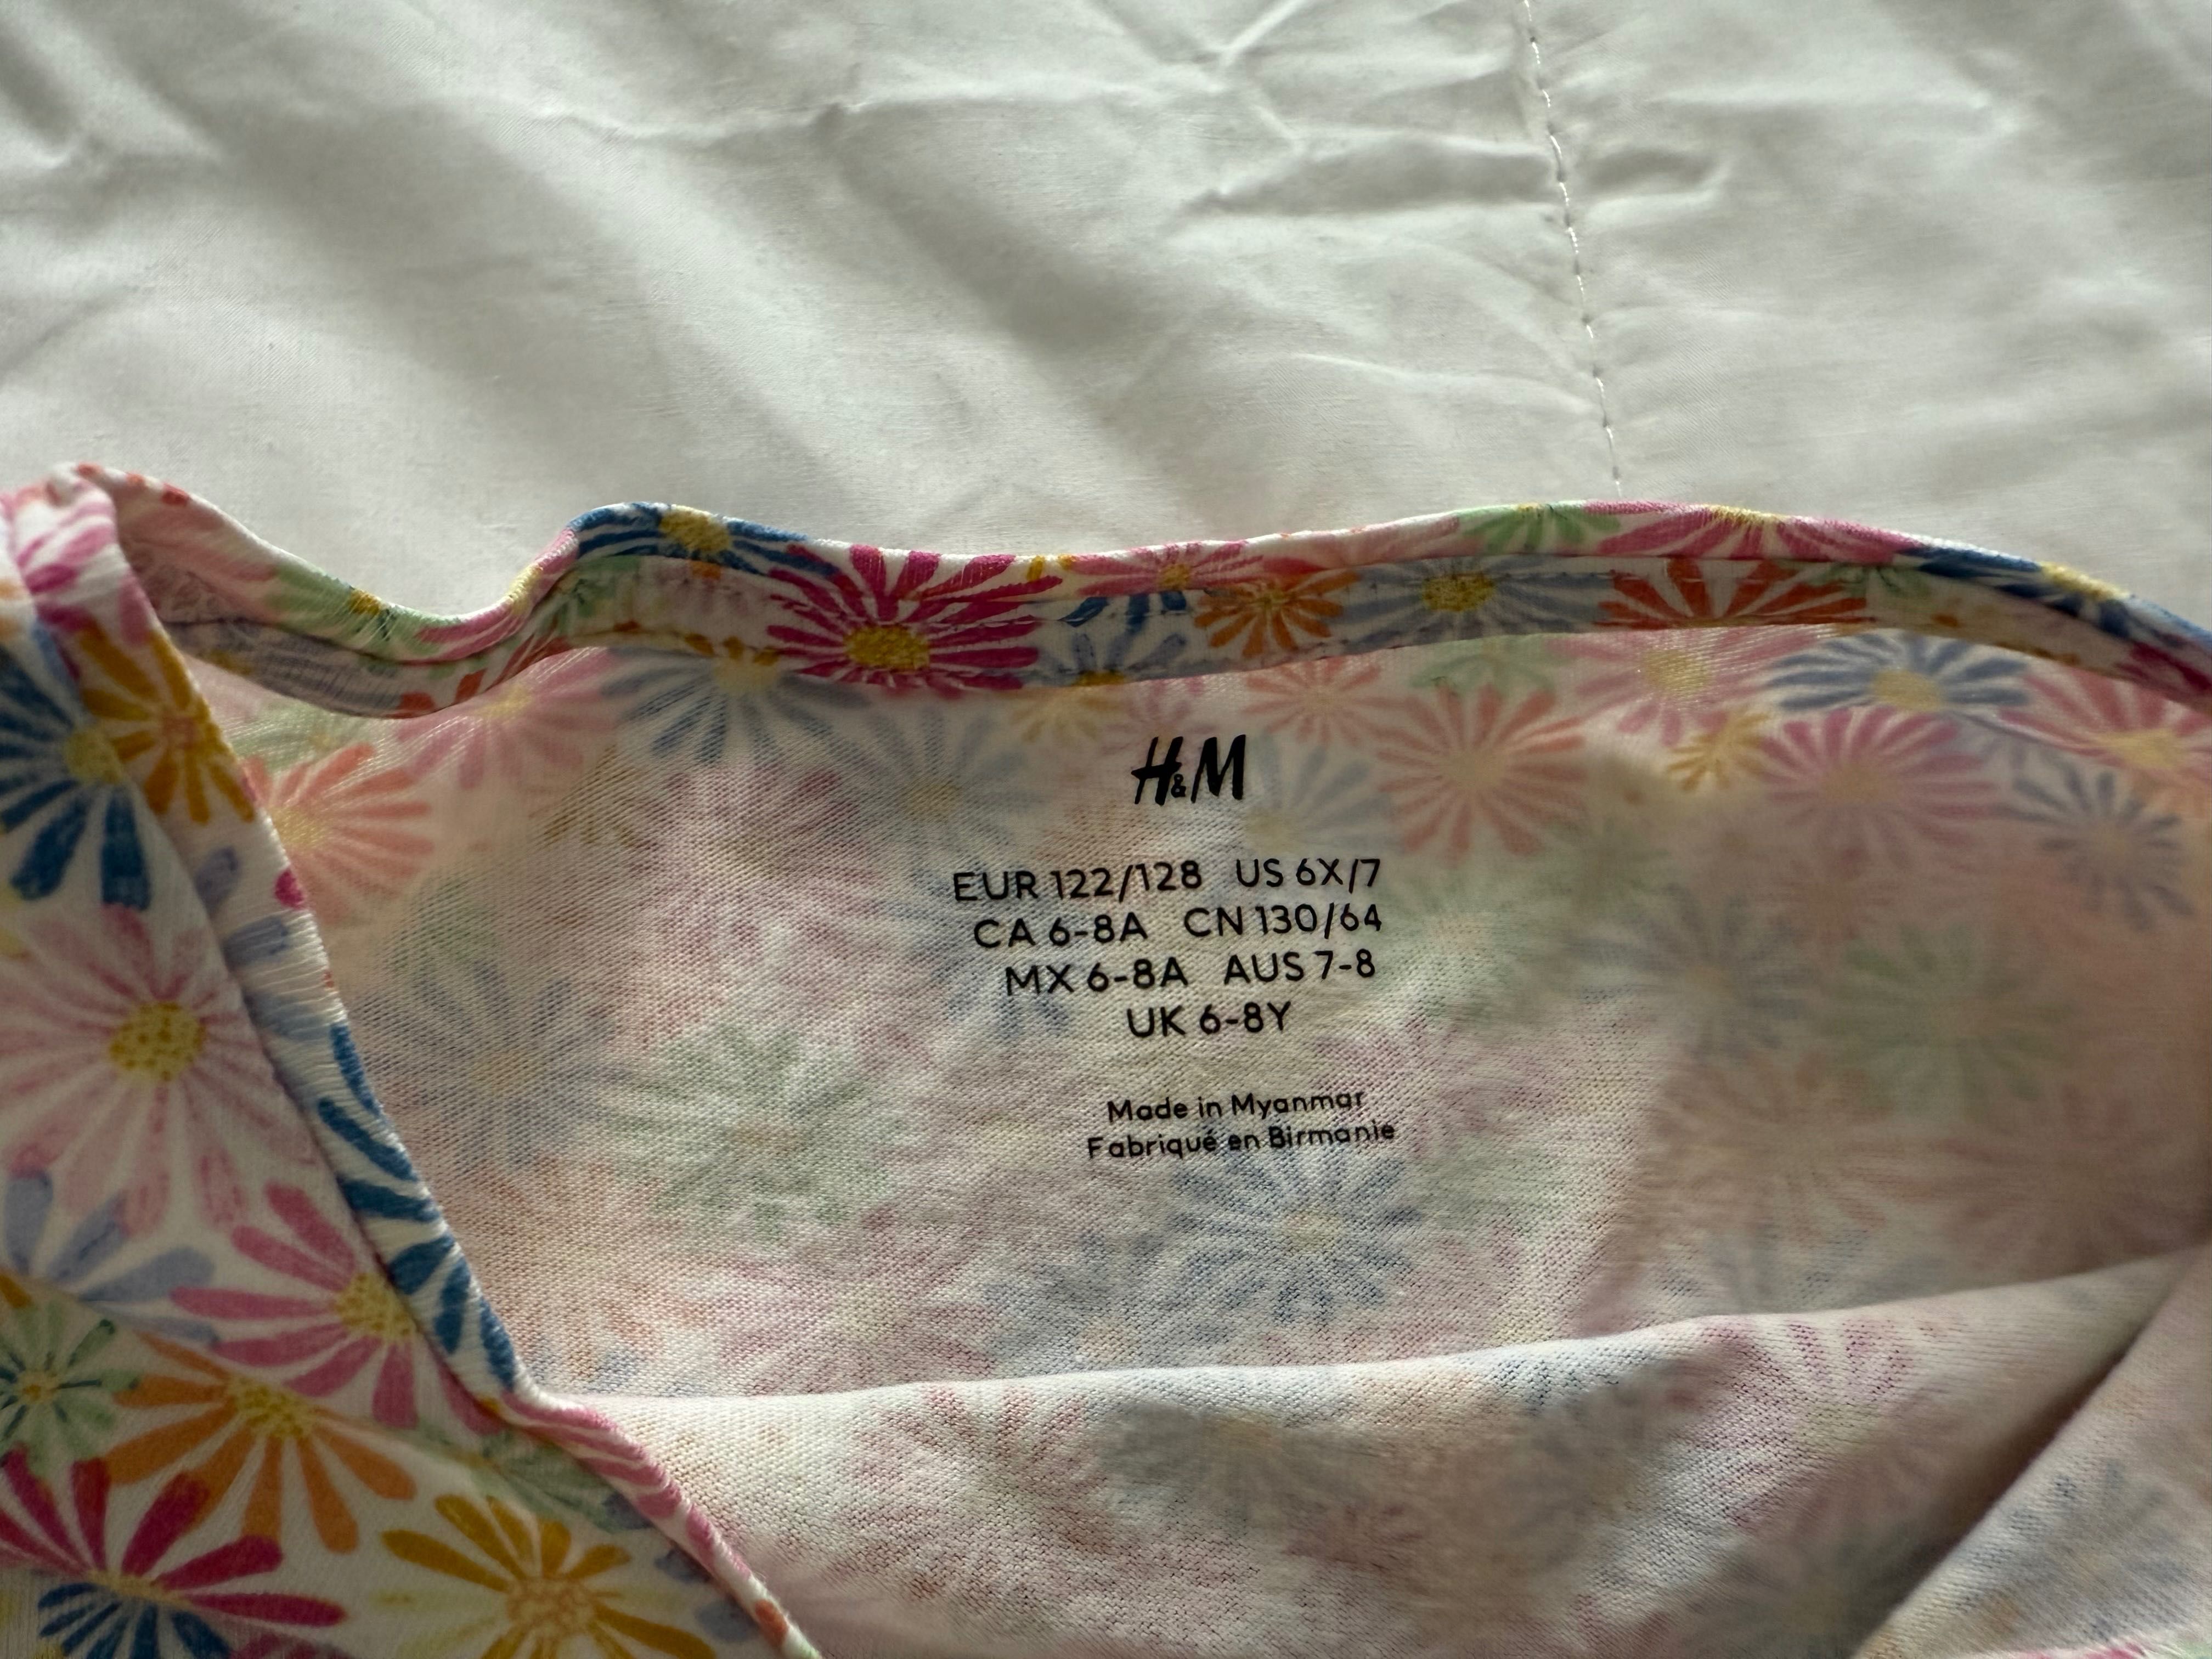 H&M
EUR 122/128 US 6X/7
CA 6-8A CN 130/64
MX 6-8A AUS 7-8
UK 6-8Y
Made in Myanmar
Fabriqué en Birmanie